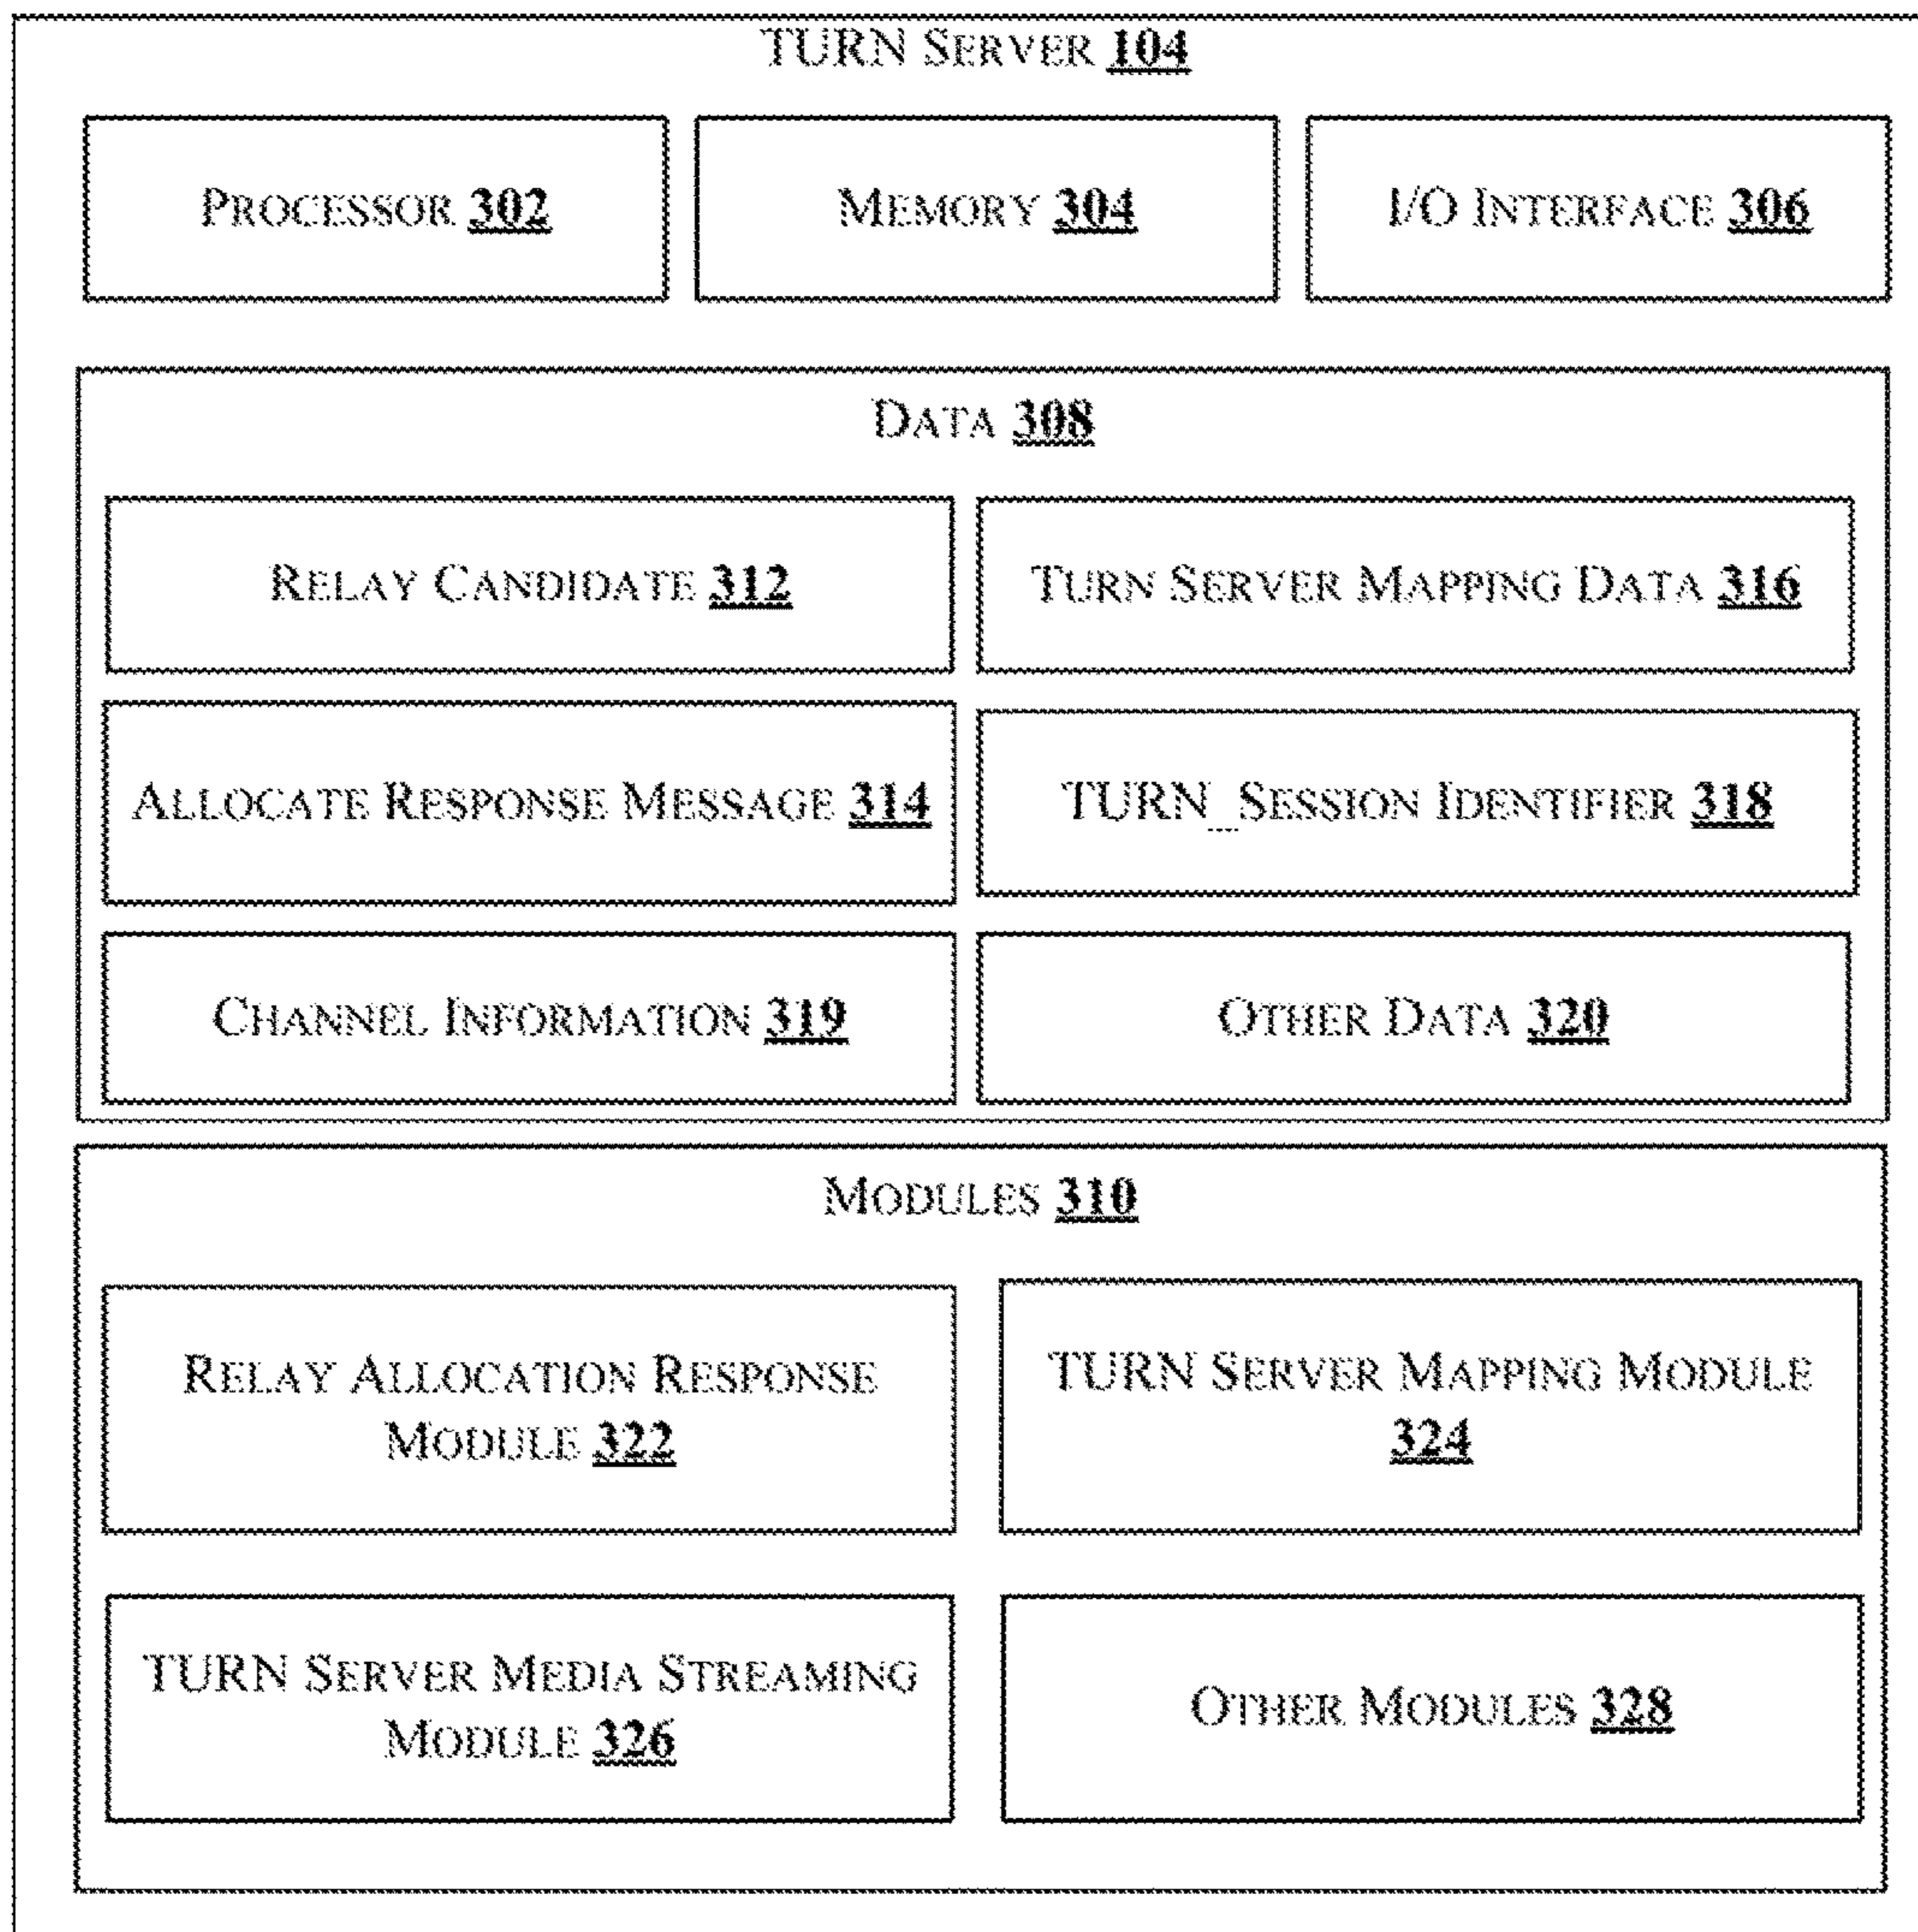 TURN SERVER 104
PROCESSOR 302
MEMORY 304
I/O INTERFACE 306
DATA 308
RELAY CANDIDATE 312
TURN SERVER MAPPING DATA 316
ALLOCATE RESPONSE MESSAGE 314
TURN_SESSION IDENTIFIER 318
CHANNEL INFORMATION 319
OTHER DATA 320
MODULES 310
RELAY ALLOCATION RESPONSE
MODULE 322
TURN SERVER MAPPING MODULE
324
TURN SERVER MEDIA STREAMING
MODULE 326
OTHER MODULES 328